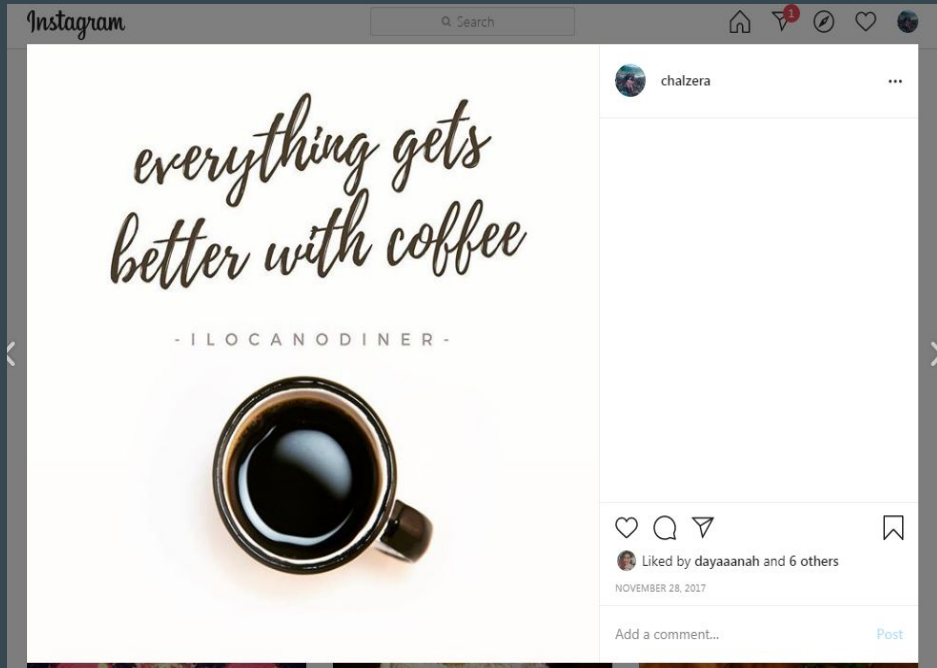 Instagram
Search
1
chalzera
everything gets
better with coffee
-ILOCANODINER-
Liked by dayaaanah and 6 others
NOVEMBER 28, 2017
Add a comment...
Post